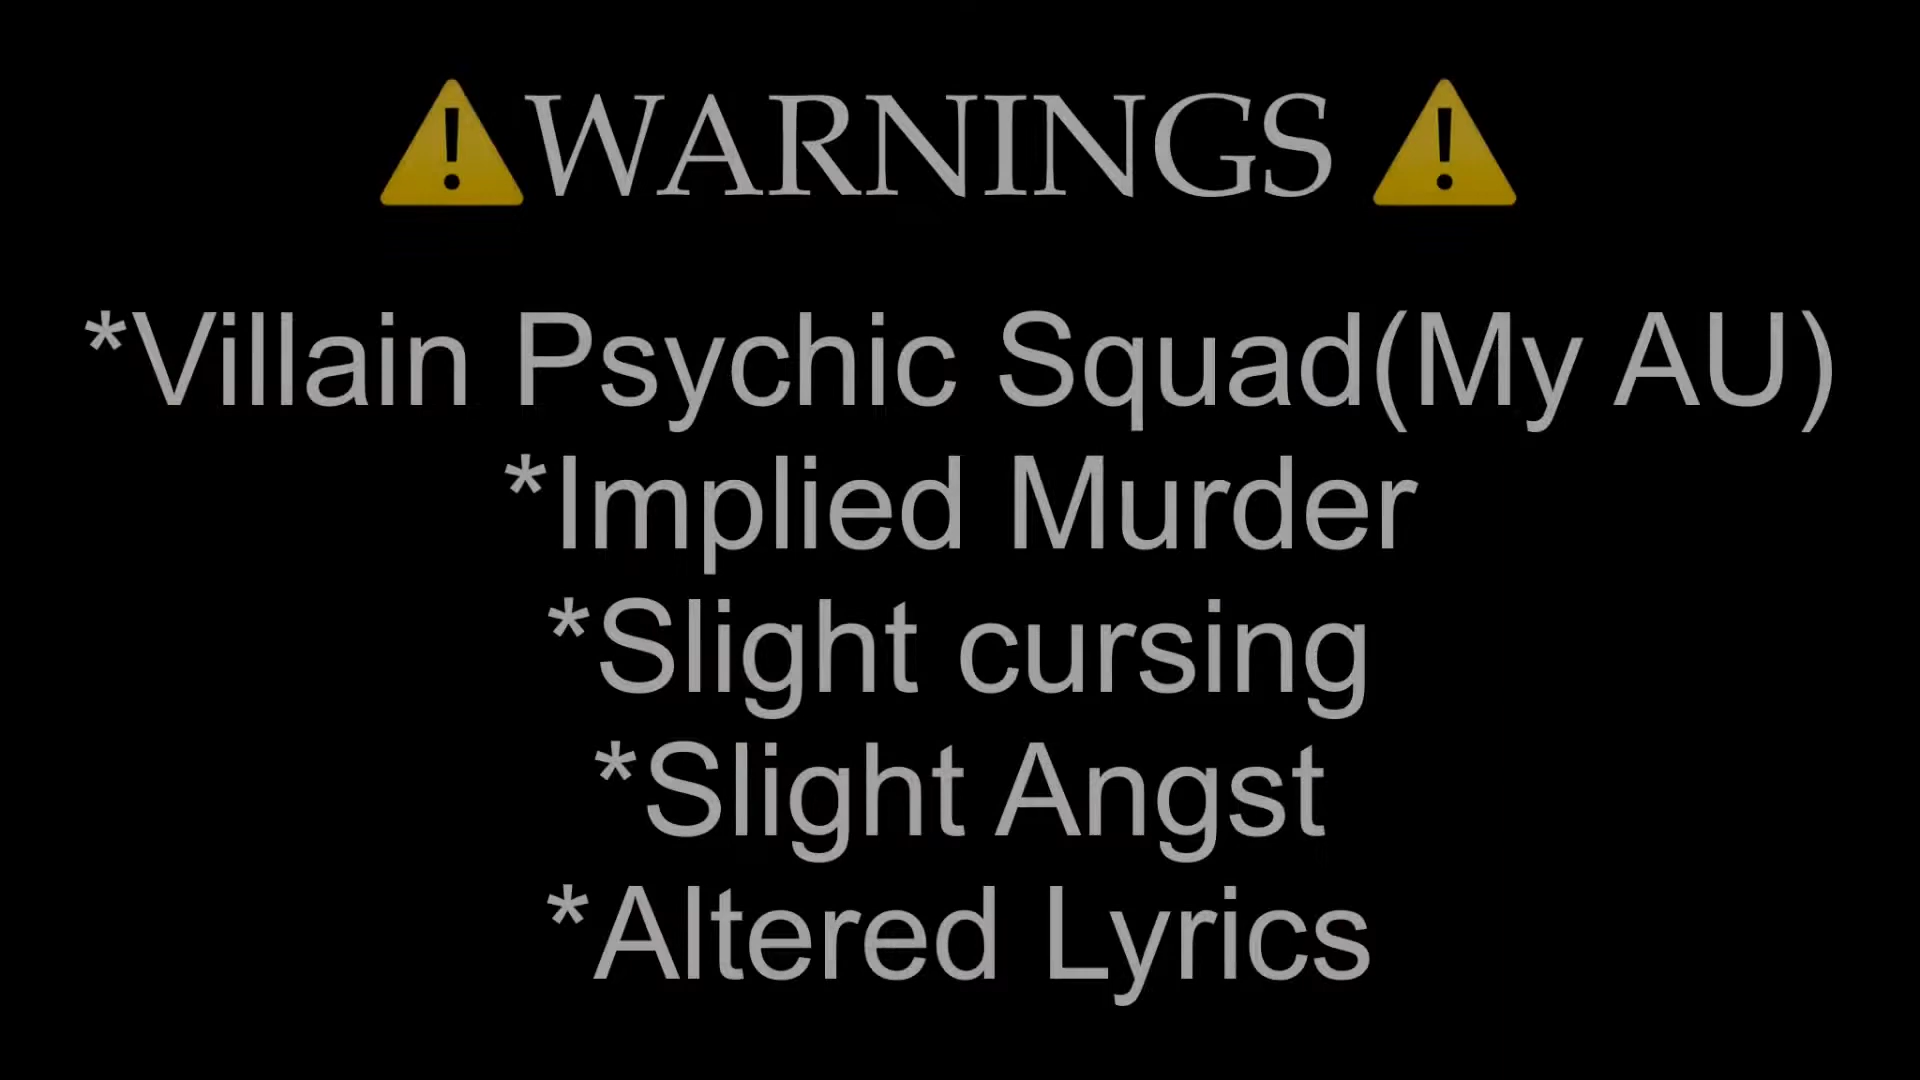 ⚠️WARNINGS ⚠️
*Villain Psychic Squad(My AU)
*Implied Murder
*Slight cursing
*Slight Angst
*Altered Lyrics